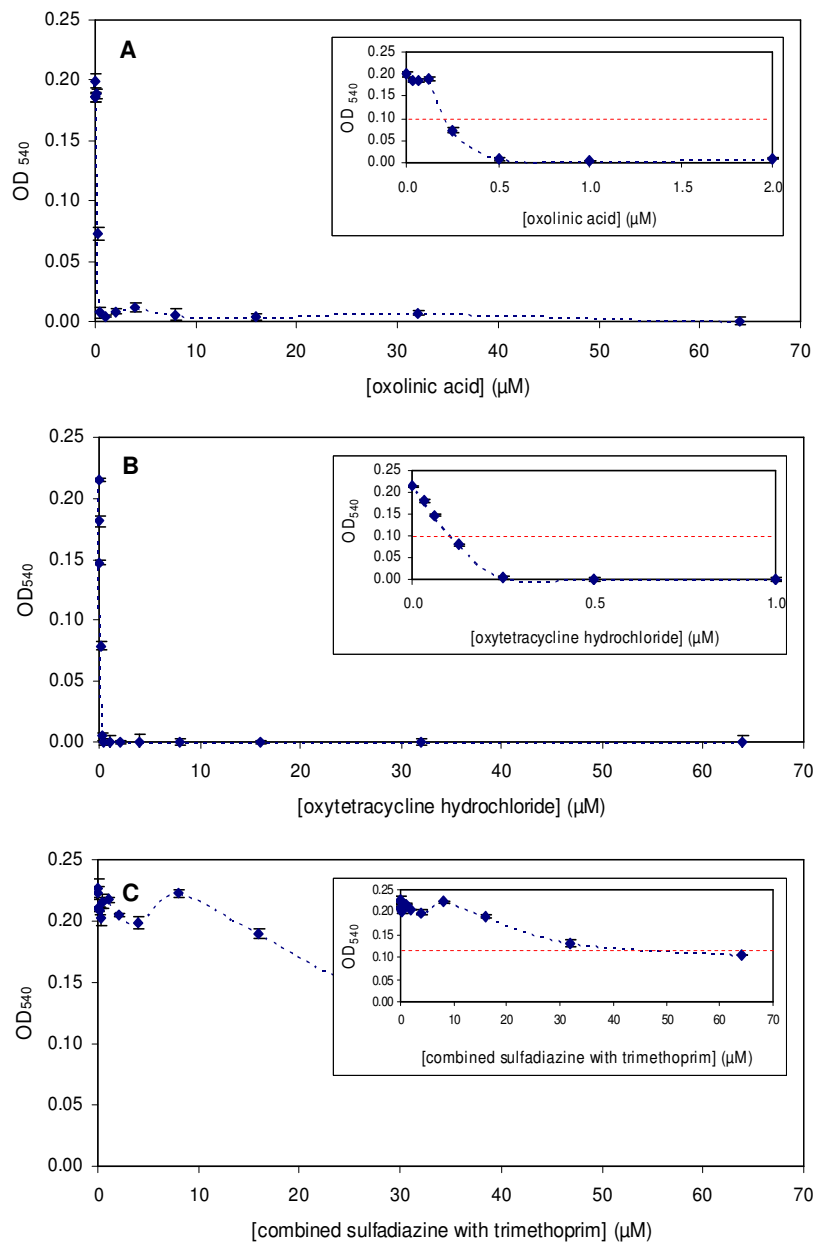 A
OD 540
0.25
0.20
0.15
0.10
0.05
0.00
0 10 20 30 40 50 60 70
[oxolinic acid] (µM)
OD 540
0.25
0.20
0.15
0.10
0.05
0.00
0.0 0.5 1.0 1.5 2.0
[oxolinic acid] (µM)
B
OD540
0.25
0.20
0.15
0.10
0.05
0.00
0 10 20 30 40 50 60 70
[oxytetracycline hydrochloride] (µM)
OD540
0.25
0.20
0.15
0.10
0.05
0.00
0.0 0.5 1.0
[oxytetracycline hydrochloride] (µM)
C
OD540
0.25
0.20
0.15
0.10
0.05
0.00
0 10 20 30 40 50 60 70
[combined sulfadiazine with trimethoprim] (µM)
OD540
0.25
0.20
0.15
0.10
0.05
0.00
0 10 20 30 40 50 60 70
[combined sulfadiazine with trimethoprim] (µM)